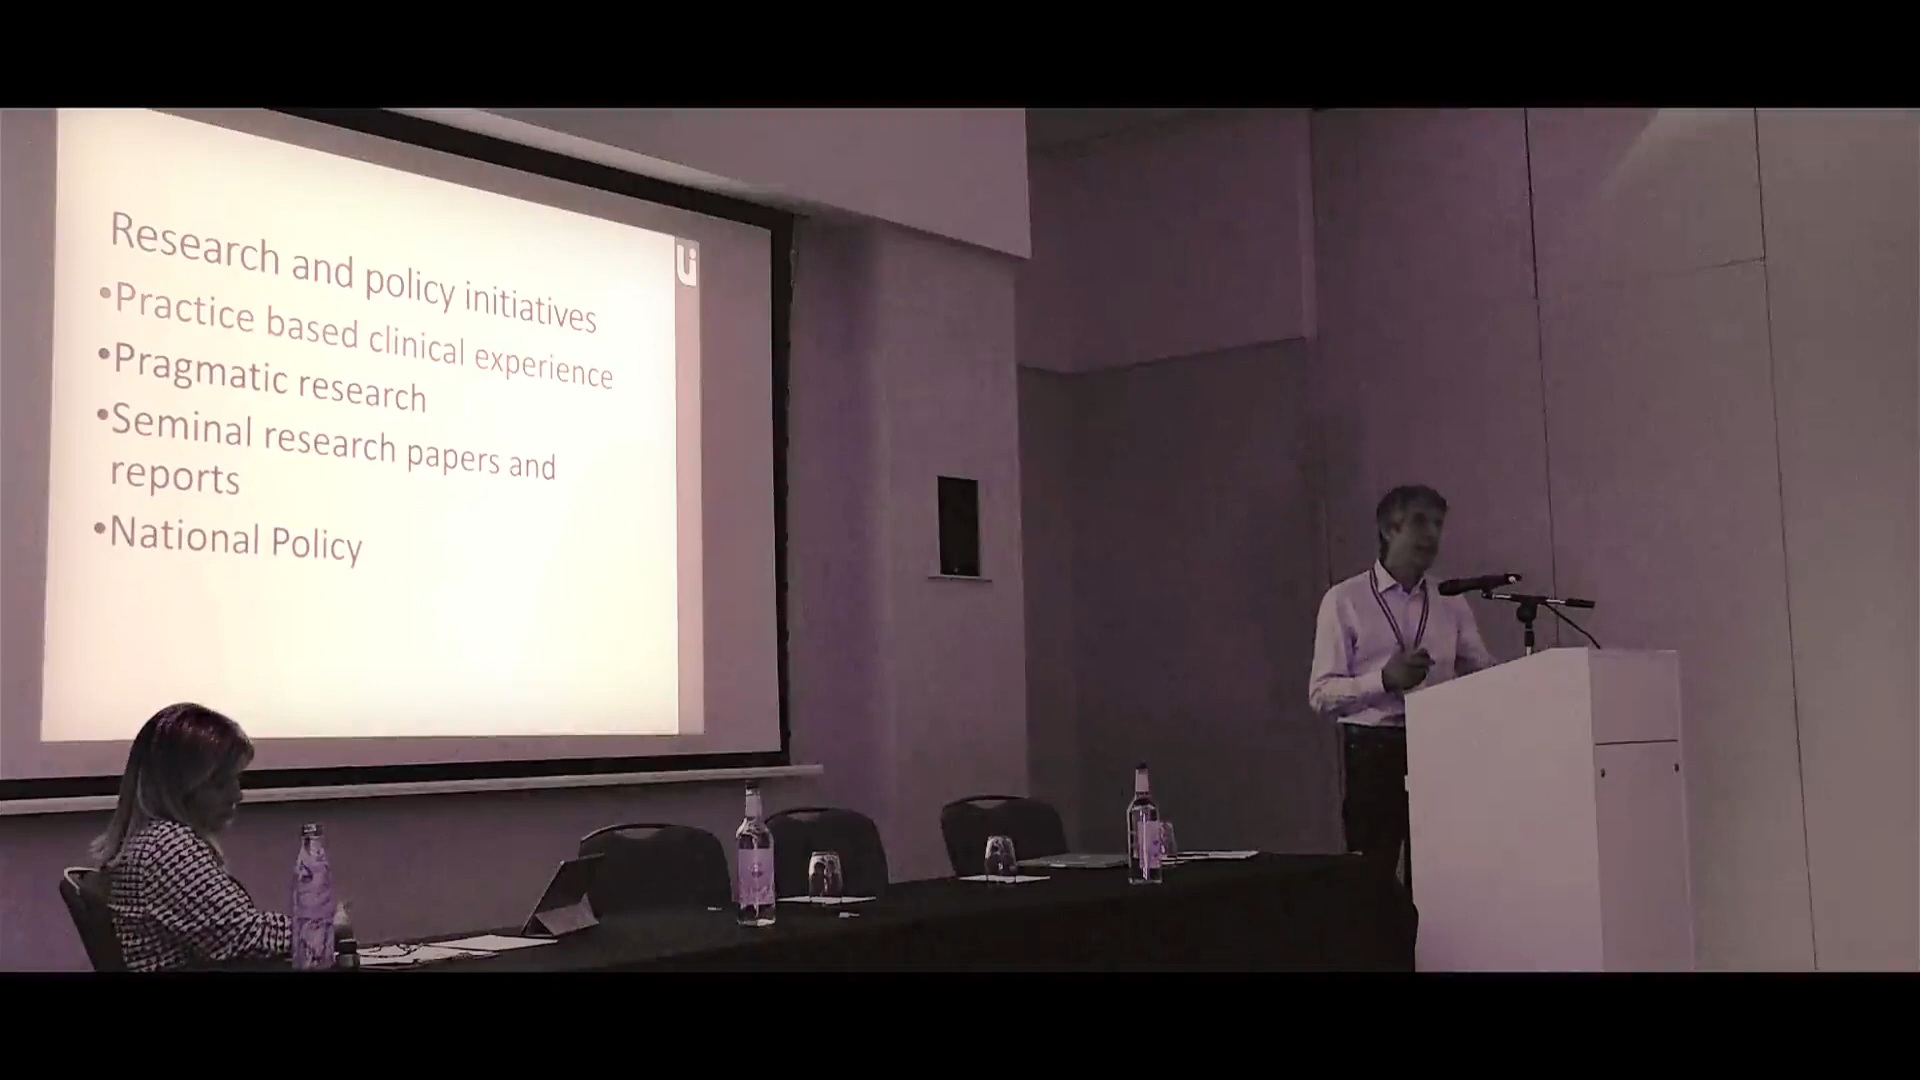 Research and policy initiatives
•Practice based clinical experience
•Pragmatic research
•Seminal research papers and
reports
•National Policy